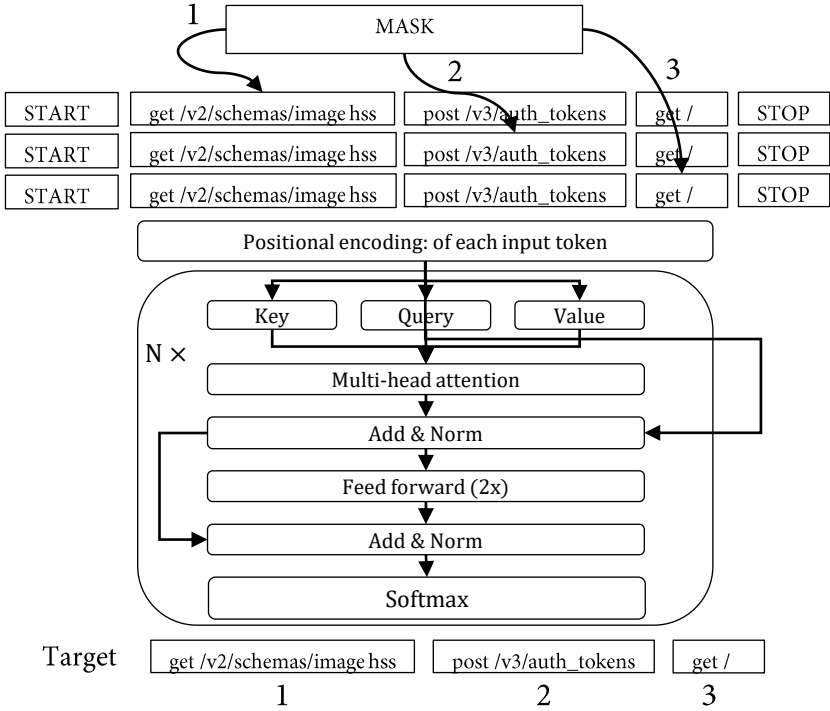 1
MASK
2
3
START get /v2/schemas/image hss post /v3/auth_tokens get / STOP
START get /v2/schemas/image hss post /v3/auth_tokens get / STOP
START get /v2/schemas/image hss post /v3/auth_tokens get / STOP
Positional encoding: of each input token
Key Query Value
N ×
Multi-head attention
Add & Norm
Feed forward (2x)
Add & Norm
Softmax
Target get /v2/schemas/image hss post /v3/auth_tokens get /
1 2 3